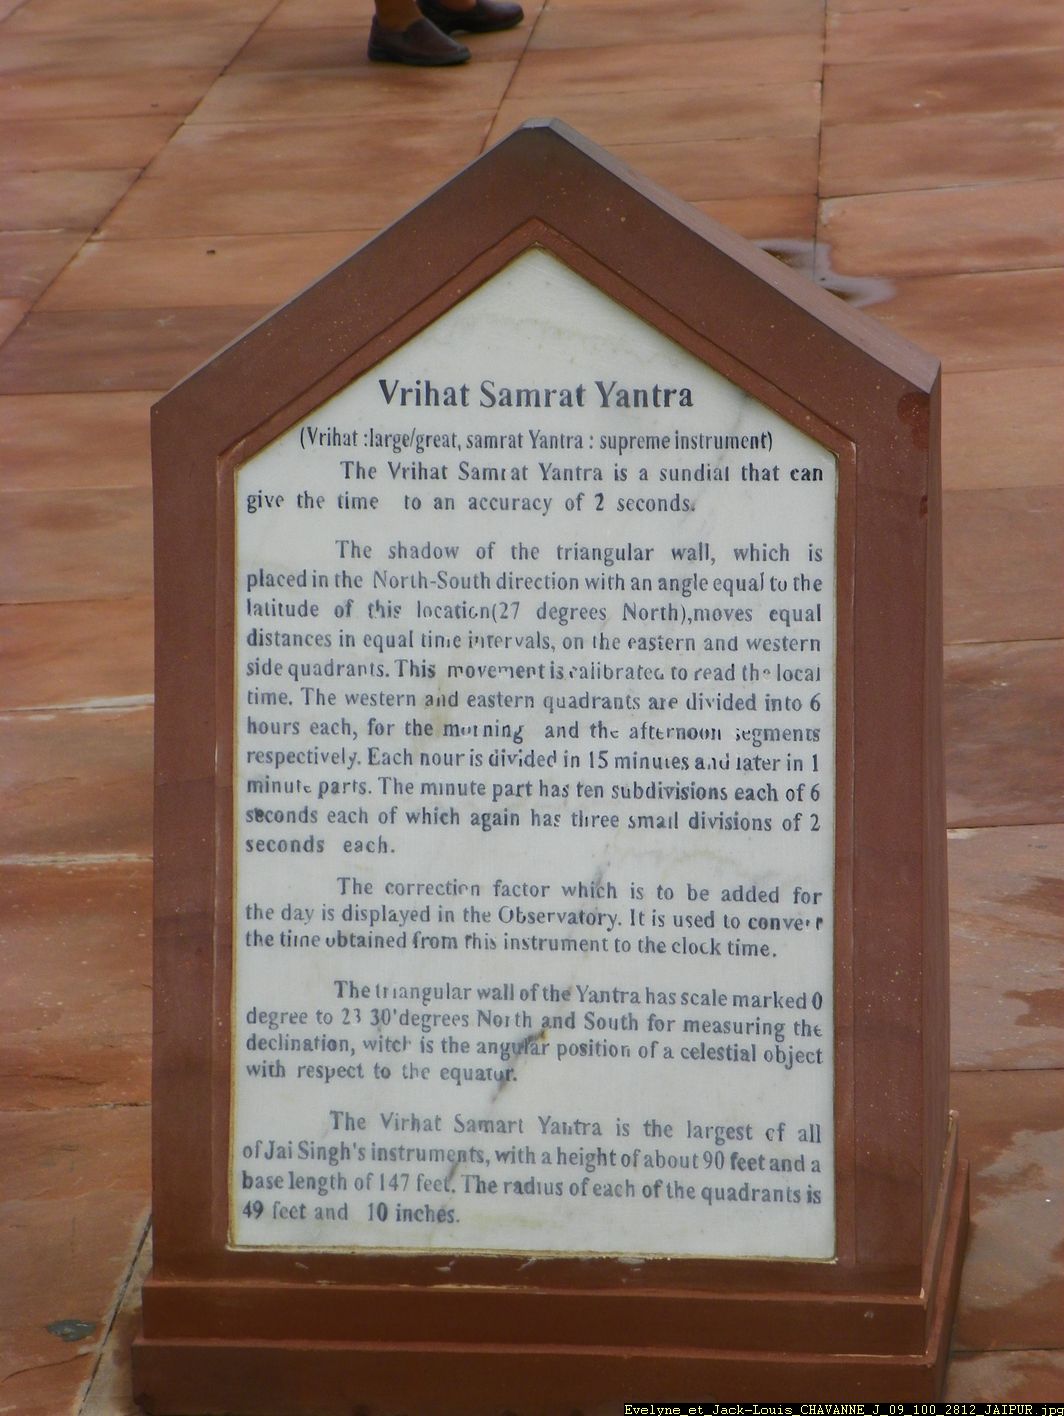 Vrihat Samrat Yantra
(Vrihat :large/great, samrat Yantra : supreme instrument)
The Vrihat Samrat Yantra is a sundial that can
give the time to an accuracy of 2 seconds.
The shadow of the triangular wall, which is
placed in the North-South direction with an angle equal to the
latitude of this location(27 degrees North),moves equal
distances in equal time intervals, on the eastern and western
side quadrants. This movement is calibrated to read the local
time. The western and eastern quadrants are divided into 6
hours each, for the morning and the afternoon segments
respectively. Each hour is divided in 15 minutes and later in 1
minute parts. The minute part has ten subdivisions each of 6
seconds each of which again has three small divisions of 2
seconds each.
The correction factor which is to be added for
the day is displayed in the Observatory. It is used to convert
the time obtained from this instrument to the clock time.
The triangular wall of the Yantra has scale marked 0
degree to 23 30'degrees North and South for measuring the
declination, witch is the angular position of a celestial object
with respect to the equator.
The Virhat Samart Yantra is the largest of all
of Jai Singh's instruments, with a height of about 90 feet and a
base length of 147 feet. The radius of each of the quadrants is
49 feet and 10 inches.
Evelyne_et_Jack-Louis_CHAVANNE_J_09_100_2812_JAIPUR.jpg